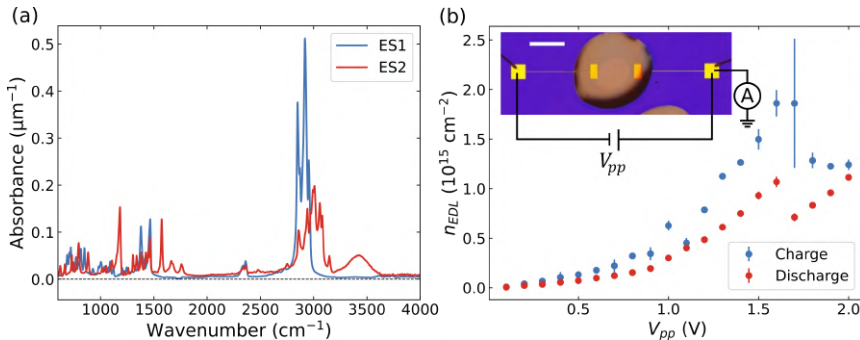 (a)
0.5
0.4
0.3
0.2
0.1
0.0
Absorbance (μm⁻¹)
ES1
ES2
1000 1500 2000 2500 3000 3500 4000
Wavenumber (cm⁻¹)
(b)
2.5
2.0
1.5
1.0
0.5
0.0
n_EDL (10¹⁵ cm⁻²)
A
V_pp
Charge
Discharge
0.5 1.0 1.5 2.0
V_pp (V)